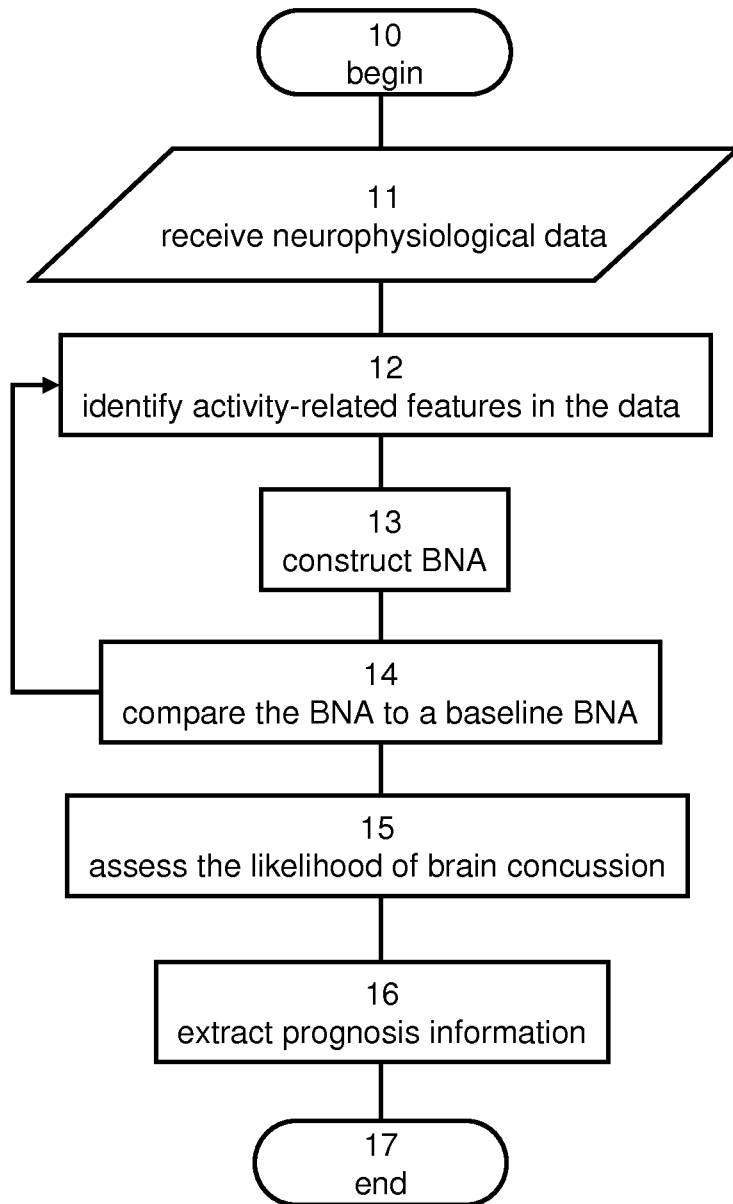 10
begin
11
receive neurophysiological data
12
identify activity-related features in the data
13
construct BNA
14
compare the BNA to a baseline BNA
15
assess the likelihood of brain concussion
16
extract prognosis information
17
end